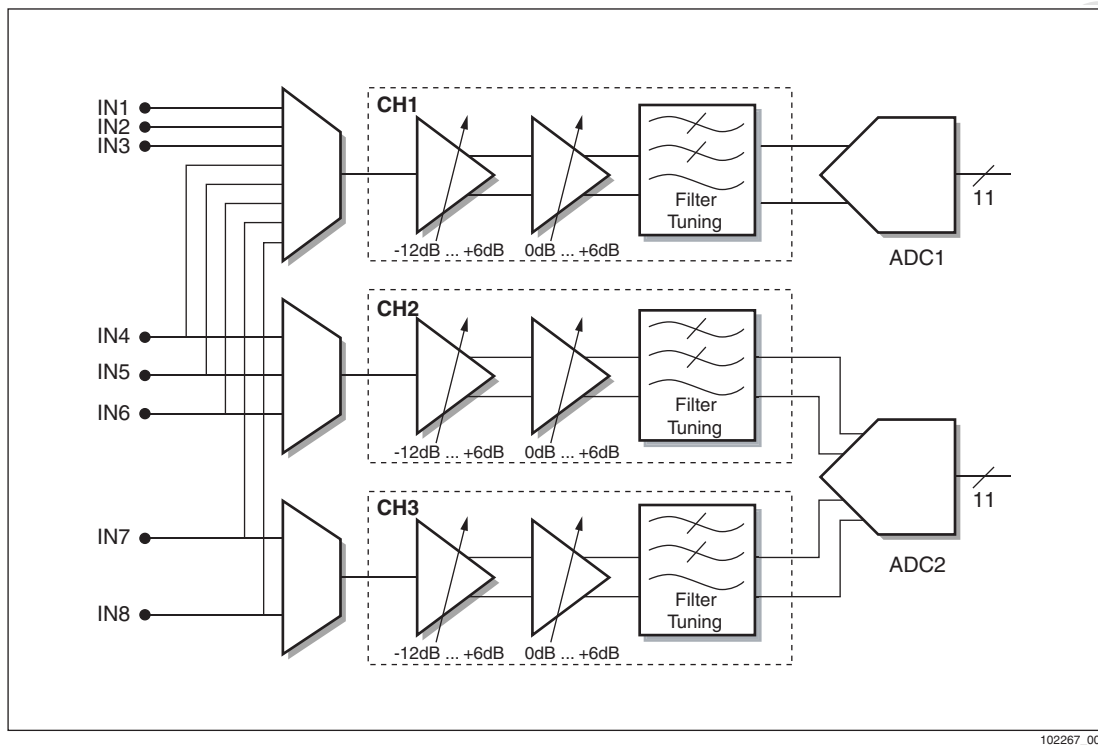 IN1
IN2
IN3
CH1
-12dB ... +6dB
0dB ... +6dB
Filter
Tuning
11
ADC1
IN4
IN5
IN6
CH2
-12dB ... +6dB
0dB ... +6dB
Filter
Tuning
11
ADC2
IN7
IN8
CH3
-12dB ... +6dB
0dB ... +6dB
Filter
Tuning